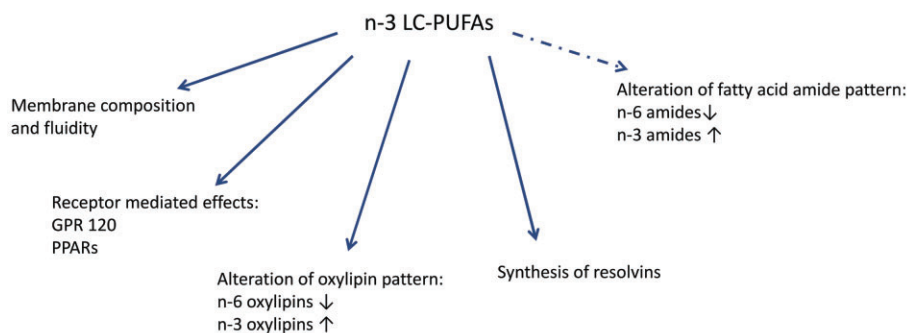 n-3 LC-PUFAs
Membrane composition
and fluidity
Receptor mediated effects:
GPR 120
PPARs
Alteration of oxylipin pattern:
n-6 oxylipins ↓
n-3 oxylipins ↑
Synthesis of resolvins
Alteration of fatty acid amide pattern:
n-6 amides↓
n-3 amides ↑